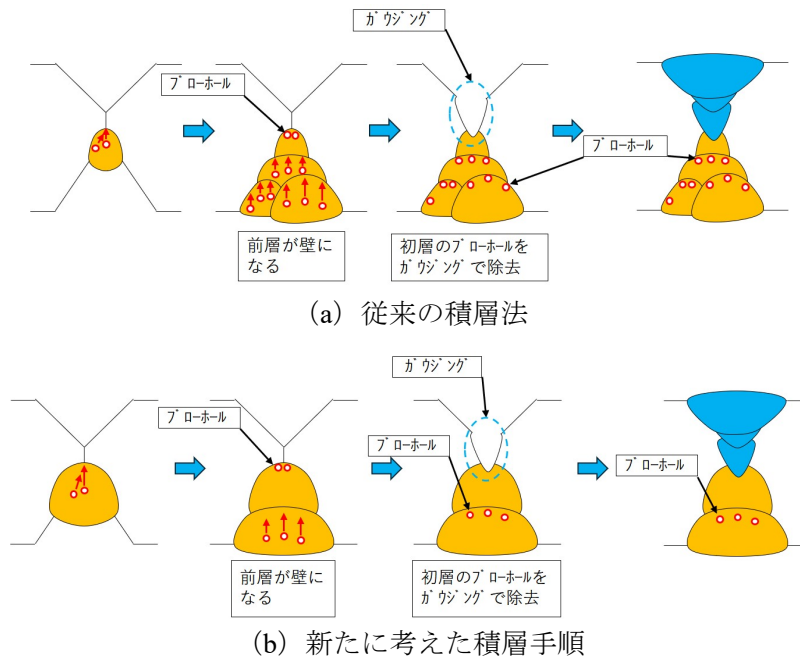 ガウジング
ブローホール
ブローホール
前層が壁に
なる
初層のブローホールを
ガウジングで除去
(a) 従来の積層法
ガウジング
ブローホール
ブローホール
ブローホール
前層が壁に
なる
初層のブローホールを
ガウジングで除去
(b) 新たに考えた積層手順